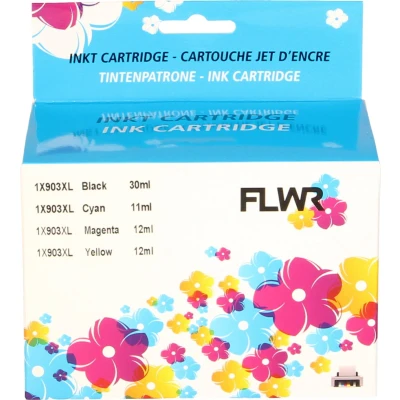 INKT CARTRIDGE - CARTOUCHE JET D'ENCRE
TINTENPATRONE - INK CARTRIDGE
TINTENPATRONE
INK CARTRIDGE
1X903XL Black 30ml
1X903XL Cyan 11ml
1X903XL Magenta 12ml
1X903XL Yellow 12ml
FLWR